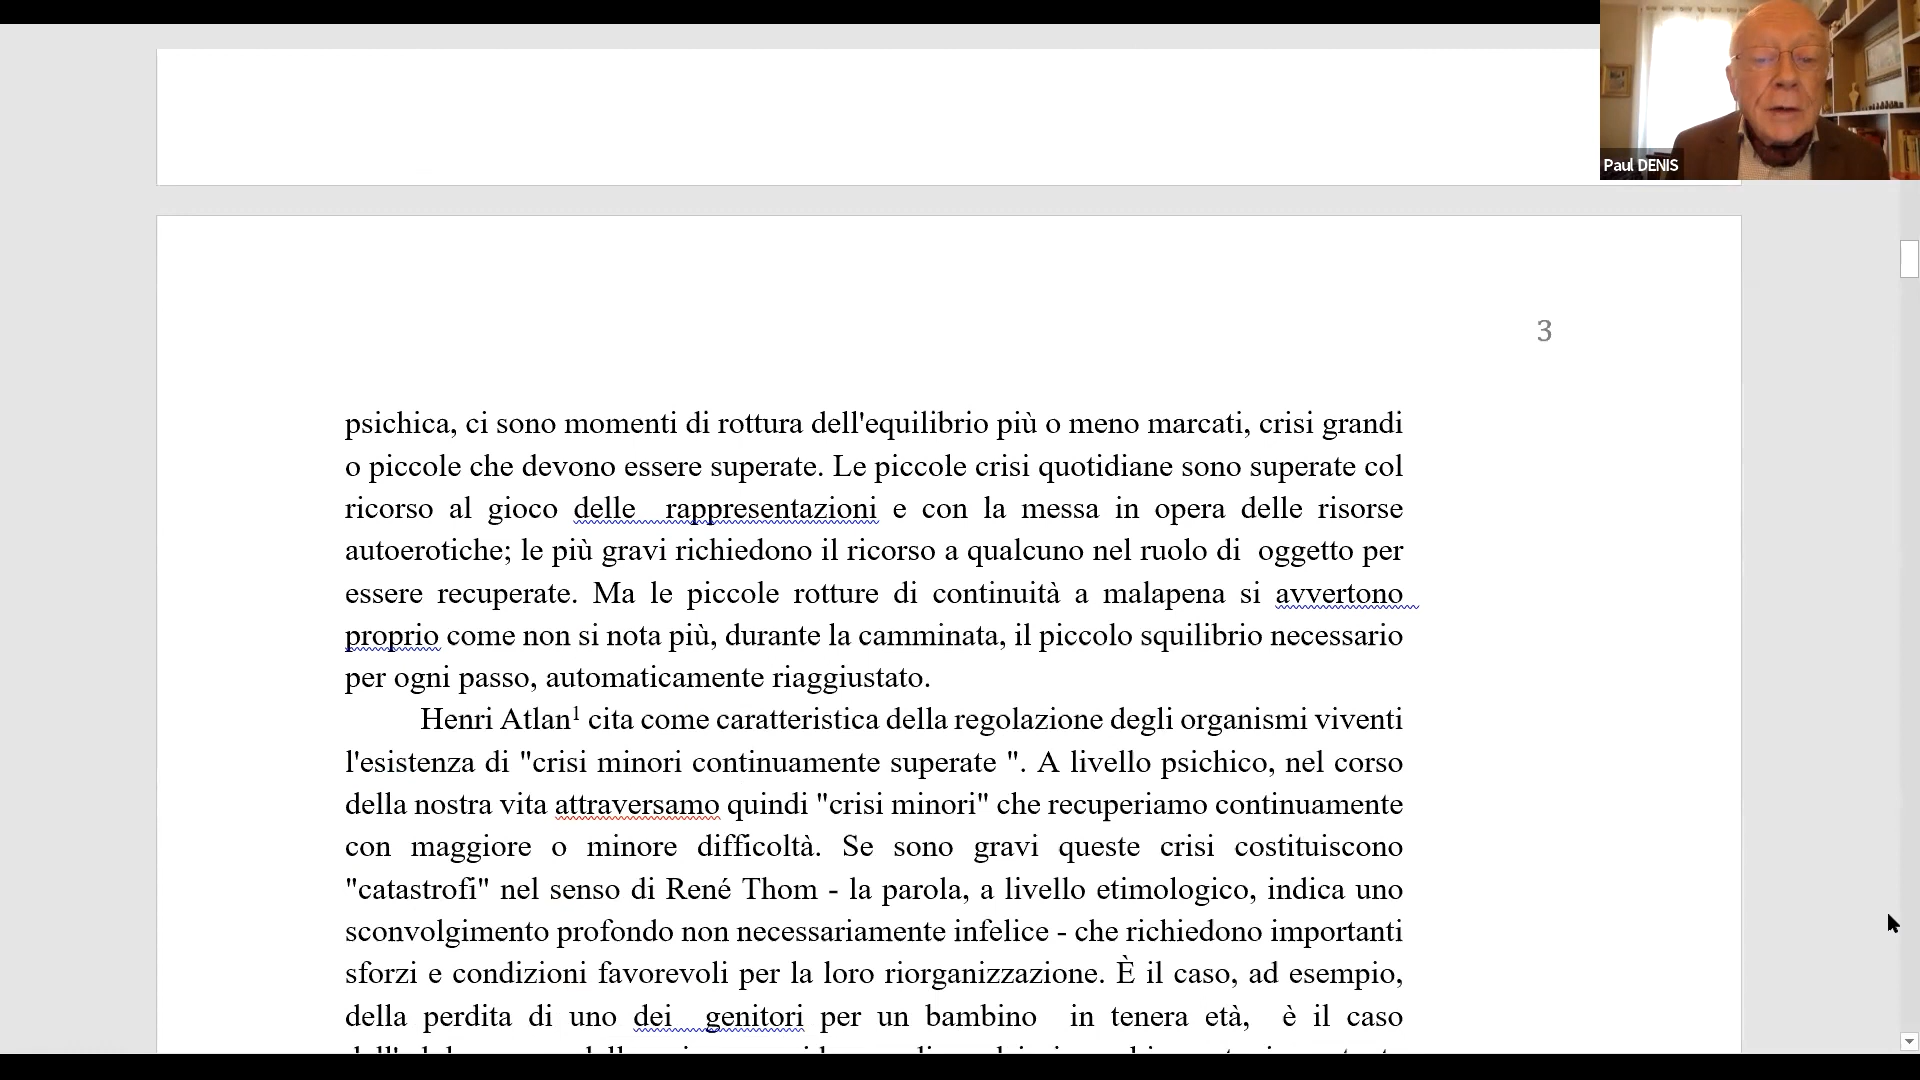 Paul DENIS
3
psichica, ci sono momenti di rottura dell'equilibrio più o meno marcati, crisi grandi
o piccole che devono essere superate. Le piccole crisi quotidiane sono superate col
ricorso al gioco delle rappresentazioni e con la messa in opera delle risorse
autoerotiche; le più gravi richiedono il ricorso a qualcuno nel ruolo di oggetto per
essere recuperate. Ma le piccole rotture di continuità a malapena si avvertono
proprio come non si nota più, durante la camminata, il piccolo squilibrio necessario
per ogni passo, automaticamente riaggiustato.
Henri Atlan¹ cita come caratteristica della regolazione degli organismi viventi
l'esistenza di "crisi minori continuamente superate ". A livello psichico, nel corso
della nostra vita attraversamo quindi "crisi minori" che recuperiamo continuamente
con maggiore o minore difficoltà. Se sono gravi queste crisi costituiscono
"catastrofi" nel senso di René Thom - la parola, a livello etimologico, indica uno
sconvolgimento profondo non necessariamente infelice - che richiedono importanti
sforzi e condizioni favorevoli per la loro riorganizzazione. È il caso, ad esempio,
della perdita di uno dei genitori per un bambino in tenera età, è il caso